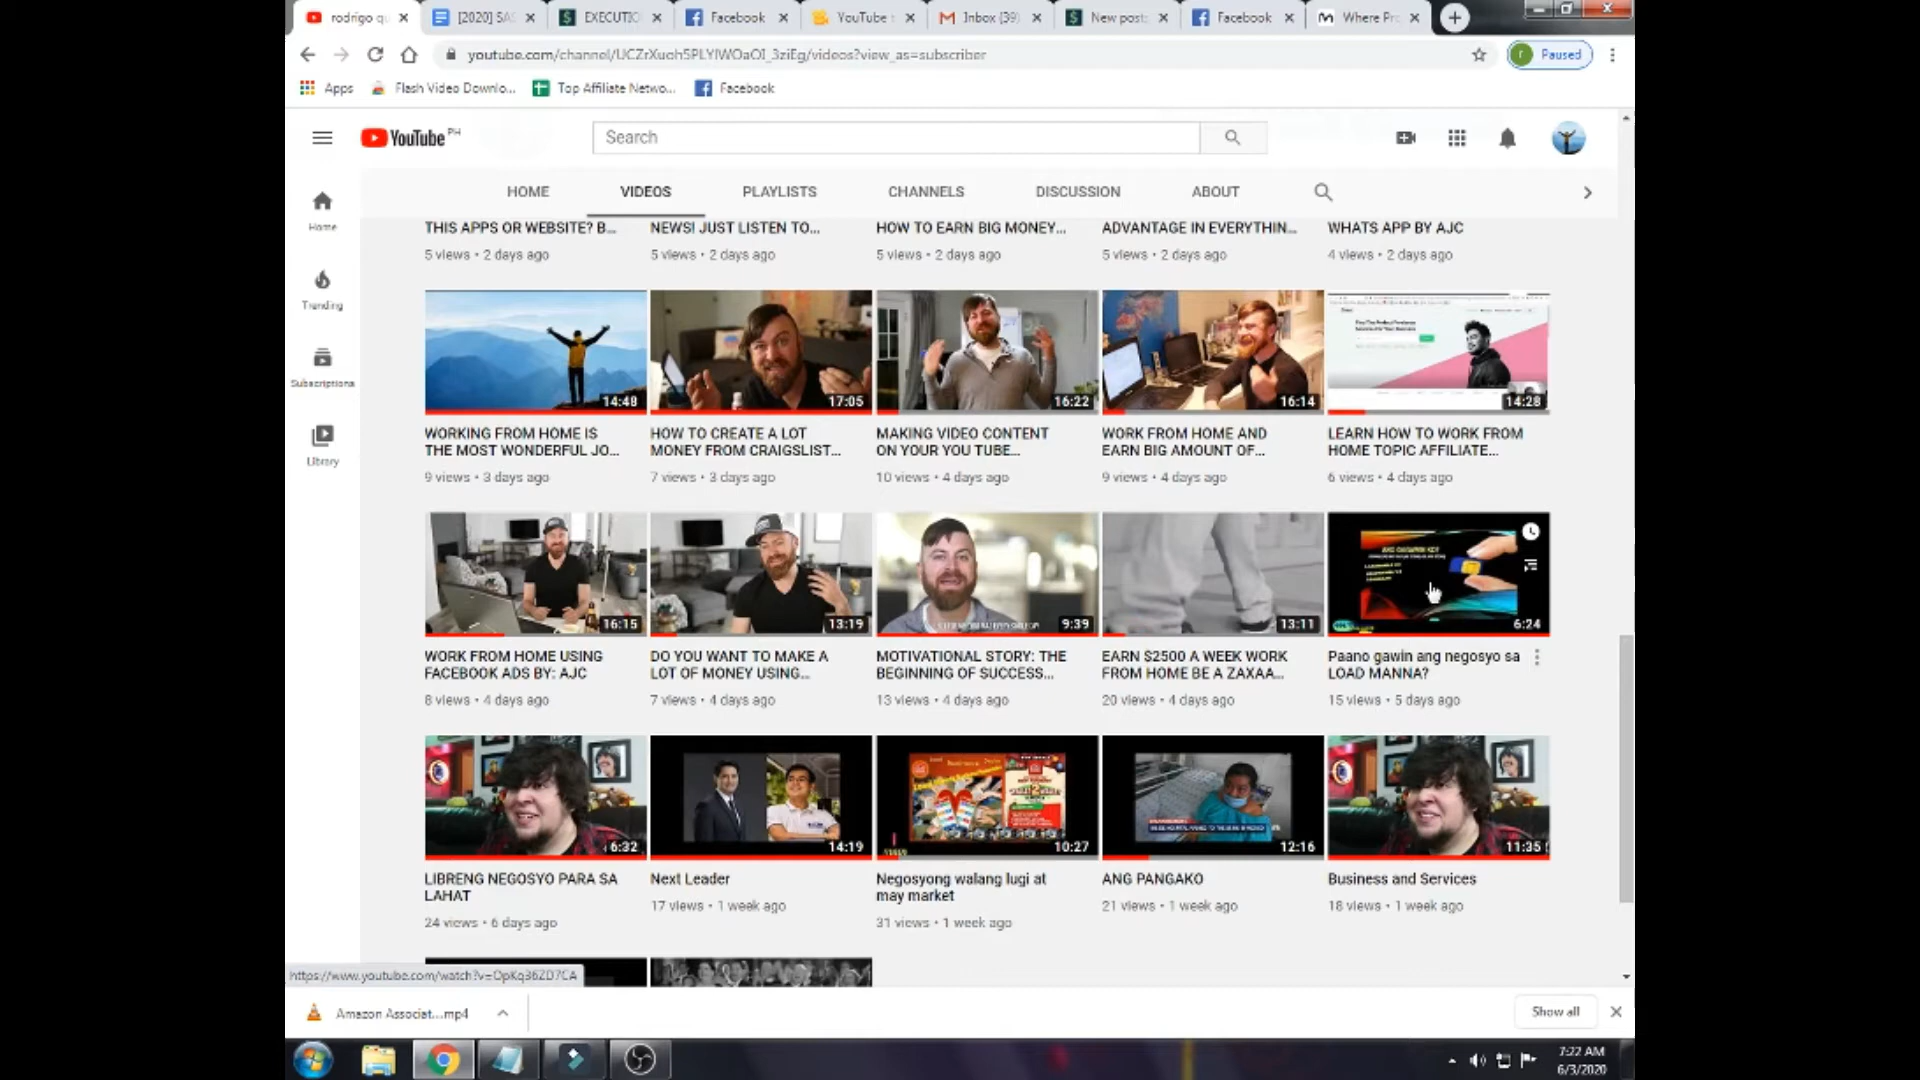 rodrigo qu
[2020] SA
EXECUTIO
Facebook
YouTube
Inbox (39)
New post
Facebook
Where Pr
youtube.com/channel/UCZrXuoh5PLYIWOaOI_3ziEg/videos?view_as=subscriber
Paused
Apps
Flash Video Downlo...
Top Affiliate Netwo...
Facebook
YouTube PH
Search
HOME
VIDEOS
PLAYLISTS
CHANNELS
DISCUSSION
ABOUT
Home
Trending
Subscriptions
Library
THIS APPS OR WEBSITE? B...
NEWS! JUST LISTEN TO...
HOW TO EARN BIG MONEY...
ADVANTAGE IN EVERYTHIN...
WHATS APP BY AJC
5 views • 2 days ago
5 views • 2 days ago
5 views • 2 days ago
5 views • 2 days ago
4 views • 2 days ago
14:48
17:05
16:22
16:14
14:28
WORKING FROM HOME IS
THE MOST WONDERFUL JO...
9 views • 3 days ago
HOW TO CREATE A LOT
MONEY FROM CRAIGSLIST...
7 views • 3 days ago
MAKING VIDEO CONTENT
ON YOUR YOU TUBE...
10 views • 4 days ago
WORK FROM HOME AND
EARN BIG AMOUNT OF...
9 views • 4 days ago
LEARN HOW TO WORK FROM
HOME TOPIC AFFILIATE...
6 views • 4 days ago
16:15
13:19
9:39
13:11
6:24
WORK FROM HOME USING
FACEBOOK ADS BY: AJC
8 views • 4 days ago
DO YOU WANT TO MAKE A
LOT OF MONEY USING...
7 views • 4 days ago
MOTIVATIONAL STORY: THE
BEGINNING OF SUCCESS...
13 views • 4 days ago
EARN $2500 A WEEK WORK
FROM HOME BE A ZAXAA...
20 views • 4 days ago
Paano gawin ang negosyo sa
LOAD MANNA?
15 views • 5 days ago
6:32
14:19
10:27
12:16
11:35
LIBRENG NEGOSYO PARA SA
LAHAT
24 views • 6 days ago
Next Leader
17 views • 1 week ago
Negosyong walang lugi at
may market
31 views • 1 week ago
ANG PANGAKO
21 views • 1 week ago
Business and Services
18 views • 1 week ago
https://www.youtube.com/watch?v=OpKq36ZD7CA
Amazon Associat....mp4
Show all
7:22 AM
6/3/2020